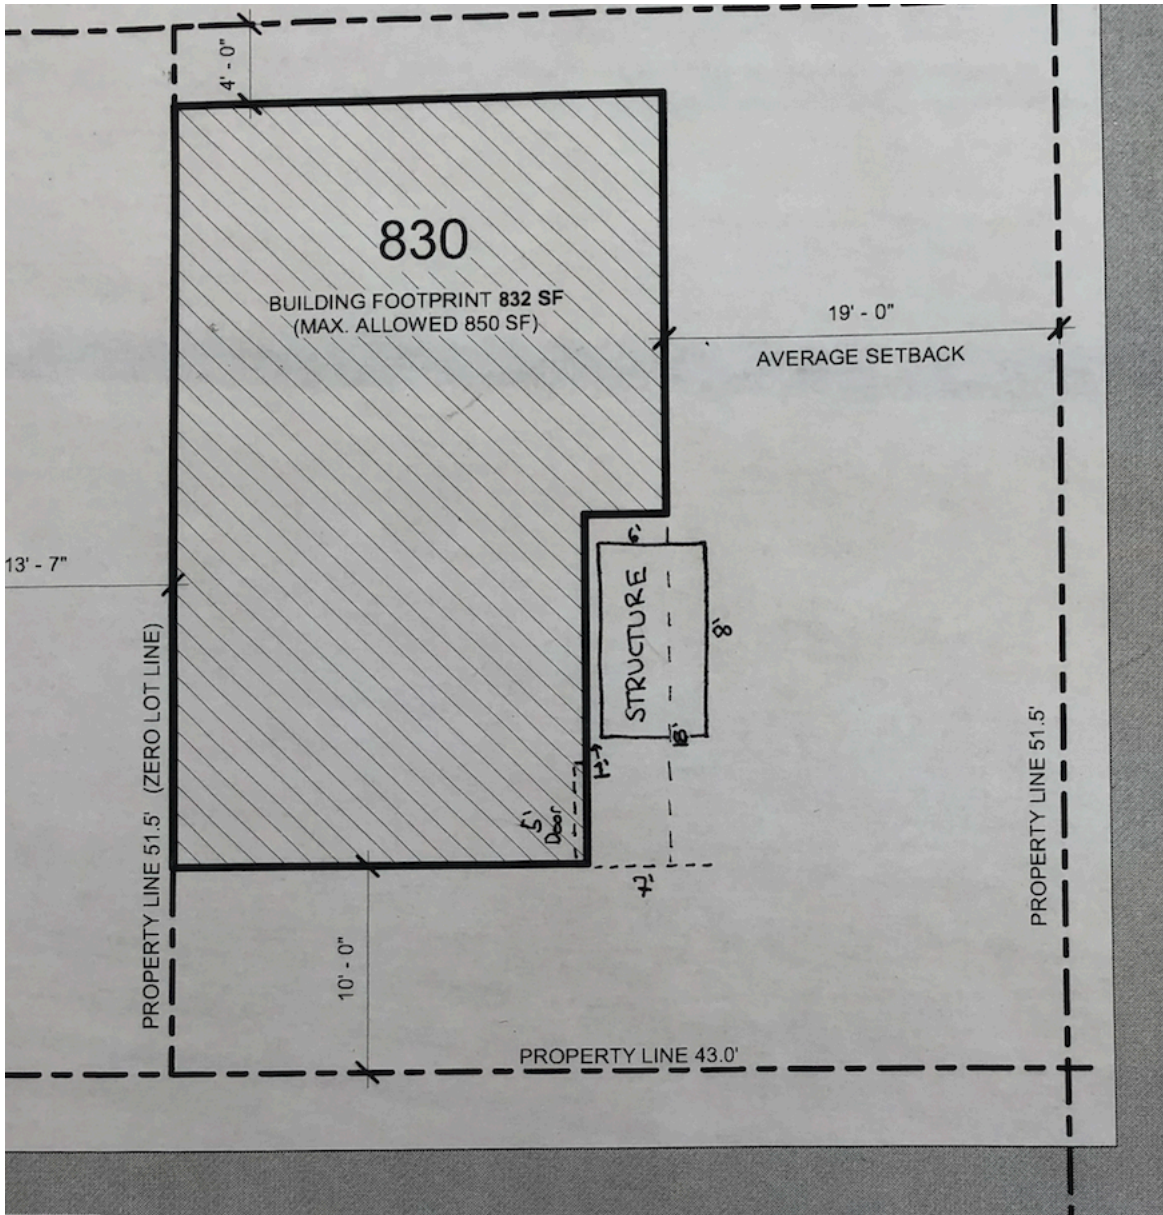 4' - 0"
830
BUILDING FOOTPRINT 832 SF
(MAX. ALLOWED 850 SF)
19' - 0"
AVERAGE SETBACK
13' - 7"
6'
STRUCTURE
8'
PROPERTY LINE 51.5' (ZERO LOT LINE)
5'
Door
7'
PROPERTY LINE 51.5'
10' - 0"
PROPERTY LINE 43.0'